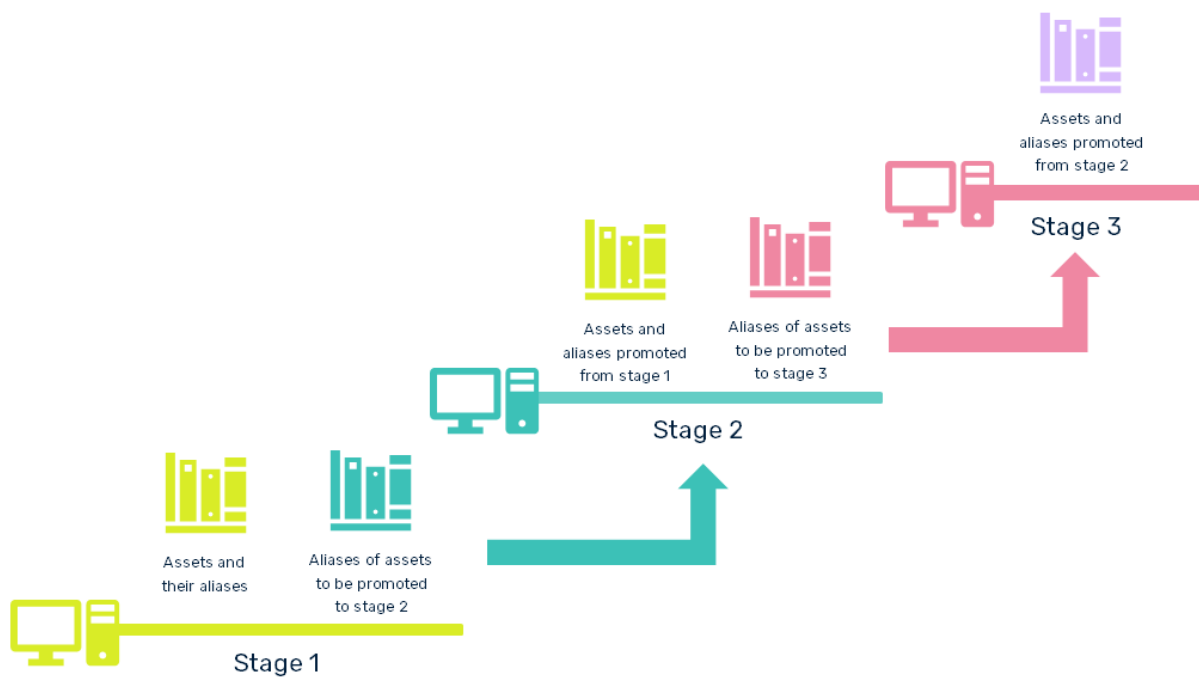 Assets and
aliases promoted
from stage 2
Stage 3
Assets and
aliases promoted
from stage 1
Aliases of assets
to be promoted
to stage 3
Stage 2
Assets and
their aliases
Aliases of assets
to be promoted
to stage 2
Stage 1